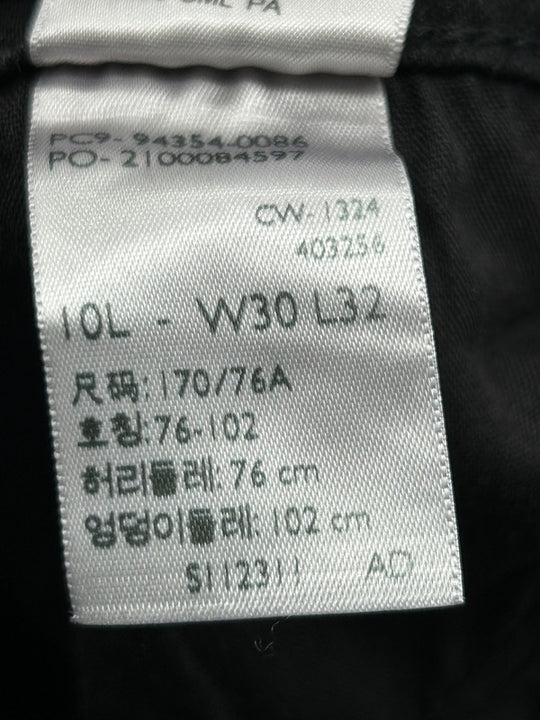 PA
PC9-94354-0086
PO-2100084597
CW-1324
403256
10L - W30 L32
尺码: 170/76A
호칭: 76-102
허리둘레: 76 cm
엉덩이둘레: 102 cm
S112311 AD